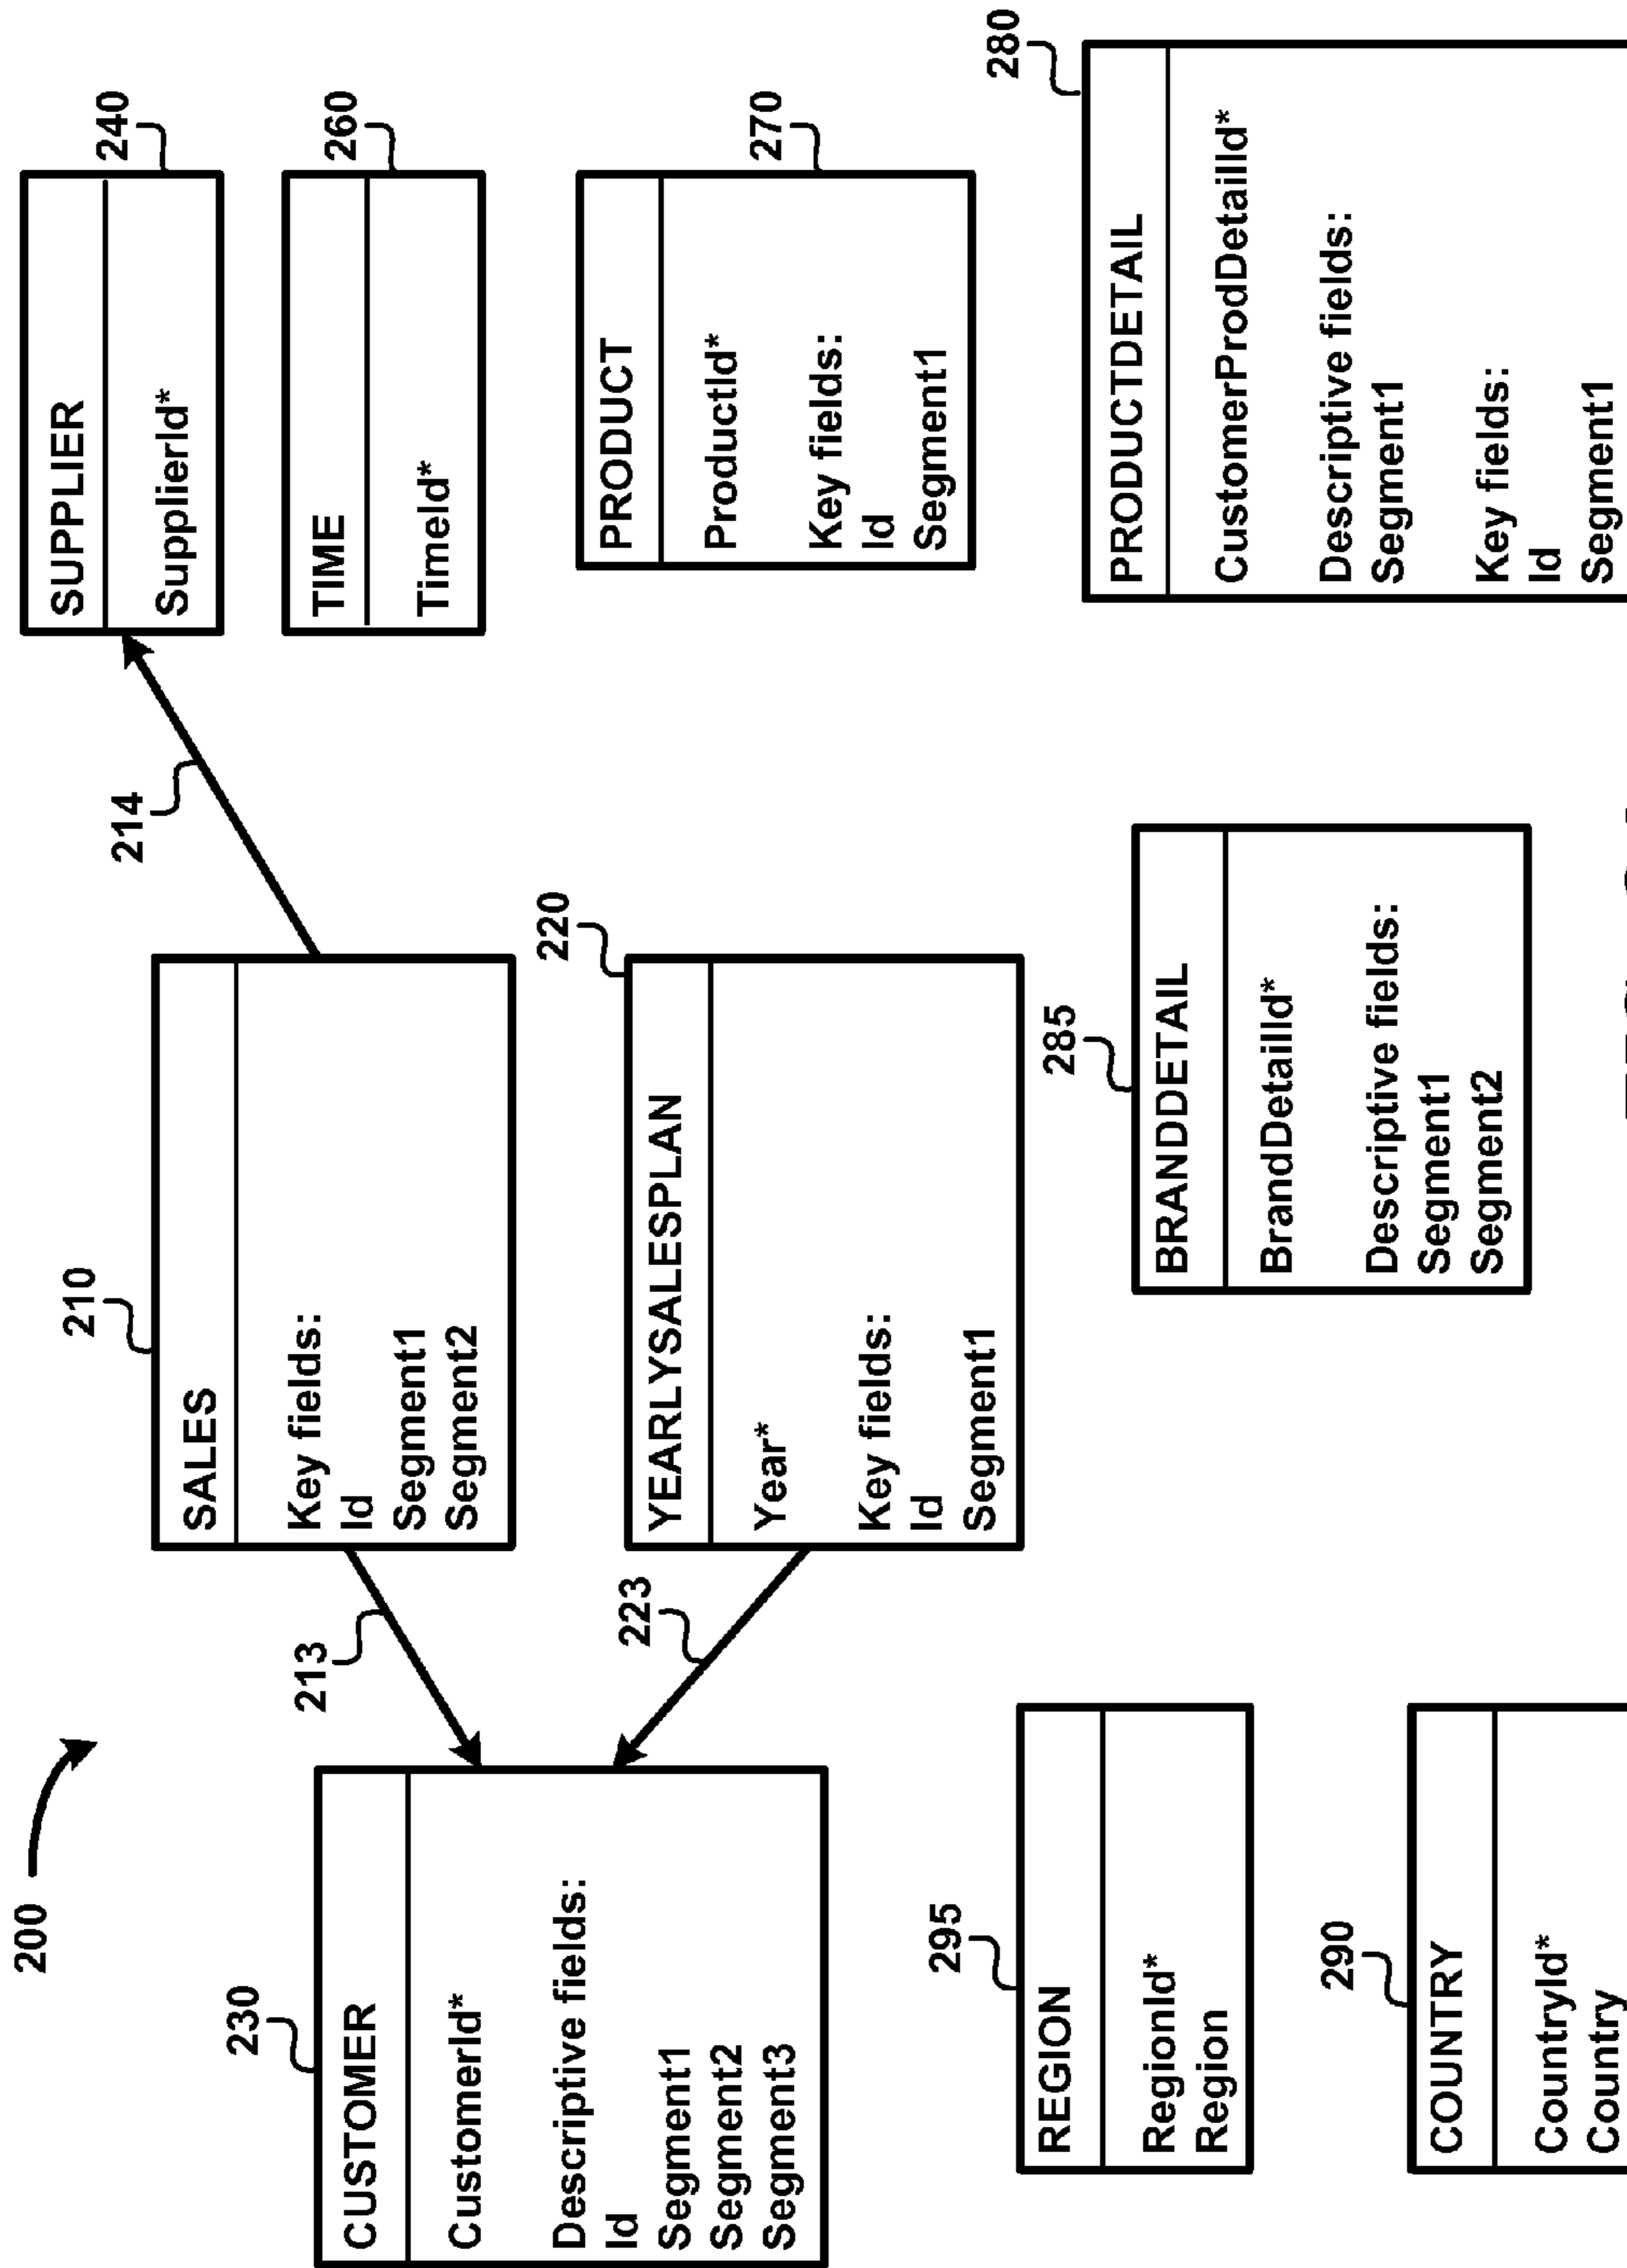 200
230
CUSTOMER
CustomerId*
Descriptive fields:
Id
Segment1
Segment2
Segment3
213
210
SALES
Key fields:
Id
Segment1
Segment2
214
240
SUPPLIER
SupplierId*
260
TIME
TimeId*
223
220
YEARLYSALESPLAN
Year*
Key fields:
Id
Segment1
270
PRODUCT
ProductId*
Key fields:
Id
Segment1
295
REGION
RegionId*
Region
285
BRANDDETAIL
BrandDetailId*
Descriptive fields:
Segment1
Segment2
280
PRODUCTDETAIL
CustomerProdDetailId*
Descriptive fields:
Segment1
Key fields:
Id
Segment1
290
COUNTRY
CountryId*
Country